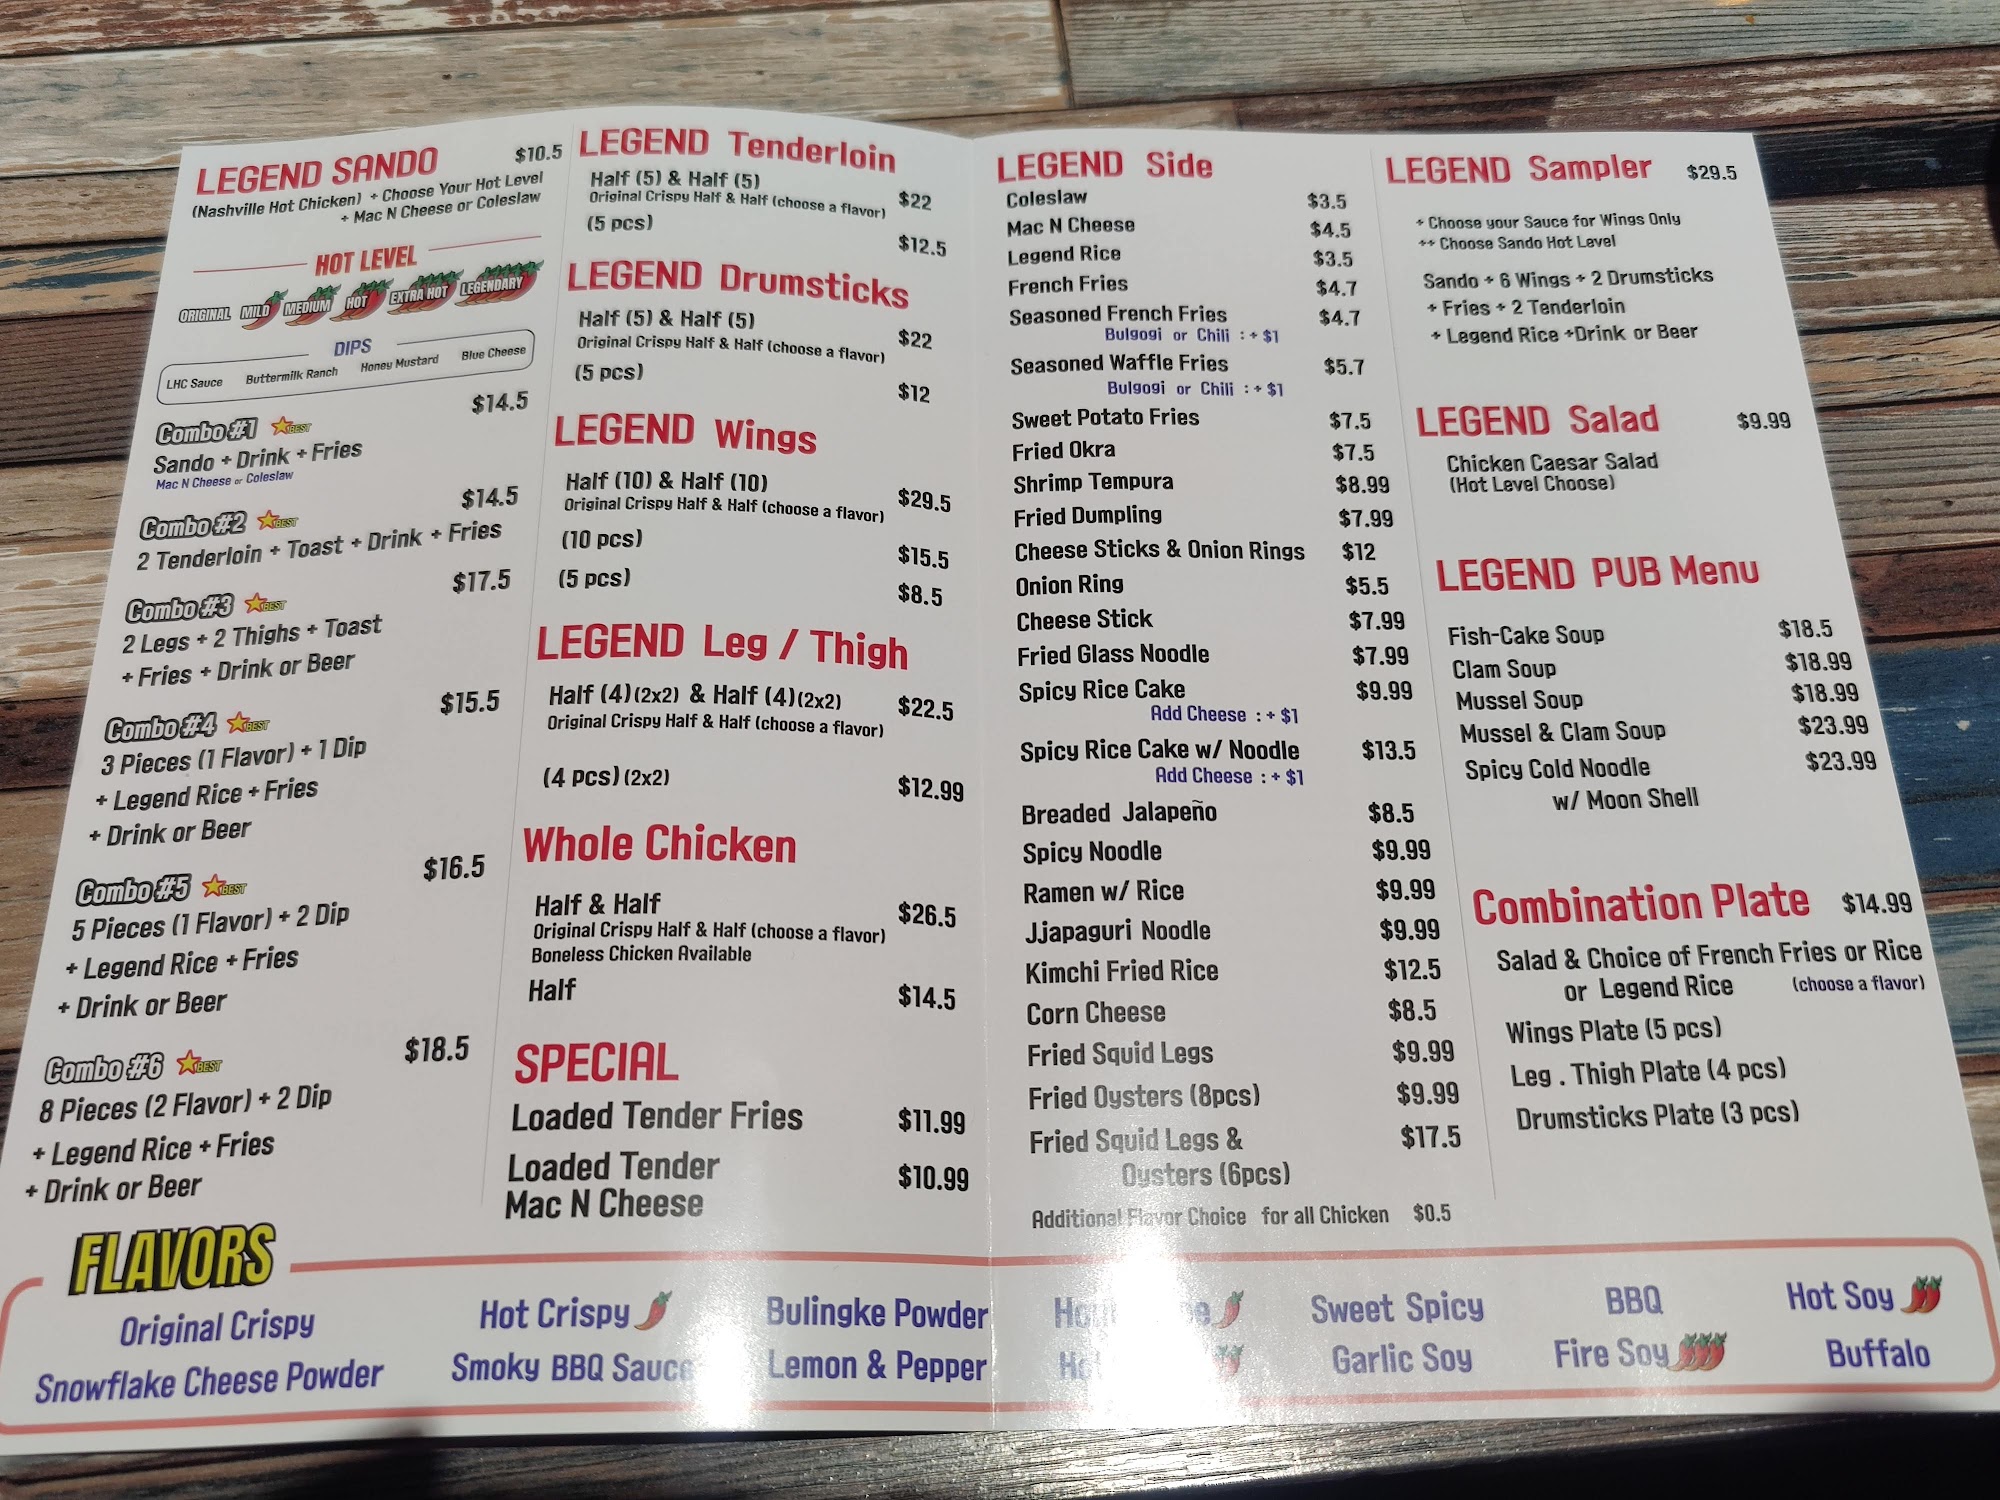 LEGEND SANDO $10.5
(Nashville Hot Chicken) + Choose Your Hot Level
+ Mac N Cheese or Coleslaw
HOT LEVEL
ORIGINAL MILD MEDIUM HOT EXTRA HOT LEGENDARY
DIPS
LHC Sauce Buttermilk Ranch Honey Mustard Blue Cheese
$14.5
Combo #1 BEST
Sando + Drink + Fries
Mac N Cheese or Coleslaw
$14.5
Combo #2 BEST
2 Tenderloin + Toast + Drink + Fries
$17.5
Combo #3 BEST
2 Legs + 2 Thighs + Toast
+ Fries + Drink or Beer
$15.5
Combo #4 BEST
3 Pieces (1 Flavor) + 1 Dip
+ Legend Rice + Fries
+ Drink or Beer
$16.5
Combo #5 BEST
5 Pieces (1 Flavor) + 2 Dip
+ Legend Rice + Fries
+ Drink or Beer
$18.5
Combo #6 BEST
8 Pieces (2 Flavor) + 2 Dip
+ Legend Rice + Fries
+ Drink or Beer
LEGEND Tenderloin
Half (5) & Half (5) $22
Original Crispy Half & Half (choose a flavor)
(5 pcs) $12.5
LEGEND Drumsticks
Half (5) & Half (5) $22
Original Crispy Half & Half (choose a flavor)
(5 pcs) $12
LEGEND Wings
Half (10) & Half (10) $29.5
Original Crispy Half & Half (choose a flavor)
(10 pcs) $15.5
(5 pcs) $8.5
LEGEND Leg / Thigh
Half (4)(2x2) & Half (4)(2x2) $22.5
Original Crispy Half & Half (choose a flavor)
(4 pcs)(2x2) $12.99
Whole Chicken
Half & Half $26.5
Original Crispy Half & Half (choose a flavor)
Boneless Chicken Available
Half $14.5
SPECIAL
Loaded Tender Fries $11.99
Loaded Tender $10.99
Mac N Cheese
LEGEND Side
Coleslaw $3.5
Mac N Cheese $4.5
Legend Rice $3.5
French Fries $4.7
Seasoned French Fries $4.7
Bulgogi or Chili : + $1
Seasoned Waffle Fries $5.7
Bulgogi or Chili : + $1
Sweet Potato Fries $7.5
Fried Okra $7.5
Shrimp Tempura $8.99
Fried Dumpling $7.99
Cheese Sticks & Onion Rings $12
Onion Ring $5.5
Cheese Stick $7.99
Fried Glass Noodle $7.99
Spicy Rice Cake $9.99
Add Cheese : + $1
Spicy Rice Cake w/ Noodle $13.5
Add Cheese : + $1
Breaded Jalapeño $8.5
Spicy Noodle $9.99
Ramen w/ Rice $9.99
Jjapaguri Noodle $9.99
Kimchi Fried Rice $12.5
Corn Cheese $8.5
Fried Squid Legs $9.99
Fried Oysters (8pcs) $9.99
Fried Squid Legs & $17.5
Oysters (6pcs)
Additional Flavor Choice for all Chicken $0.5
LEGEND Sampler $29.5
+ Choose your Sauce for Wings Only
++ Choose Sando Hot Level
Sando + 6 Wings + 2 Drumsticks
+ Fries + 2 Tenderloin
+ Legend Rice +Drink or Beer
LEGEND Salad $9.99
Chicken Caesar Salad
(Hot Level Choose)
LEGEND PUB Menu
Fish-Cake Soup $18.5
Clam Soup $18.99
Mussel Soup $18.99
Mussel & Clam Soup $23.99
Spicy Cold Noodle $23.99
w/ Moon Shell
Combination Plate $14.99
Salad & Choice of French Fries or Rice
or Legend Rice (choose a flavor)
Wings Plate (5 pcs)
Leg . Thigh Plate (4 pcs)
Drumsticks Plate (3 pcs)
FLAVORS
Original Crispy Hot Crispy Bulingke Powder Sweet Spicy BBQ Hot Soy
Snowflake Cheese Powder Smoky BBQ Sauce Lemon & Pepper Garlic Soy Fire Soy Buffalo